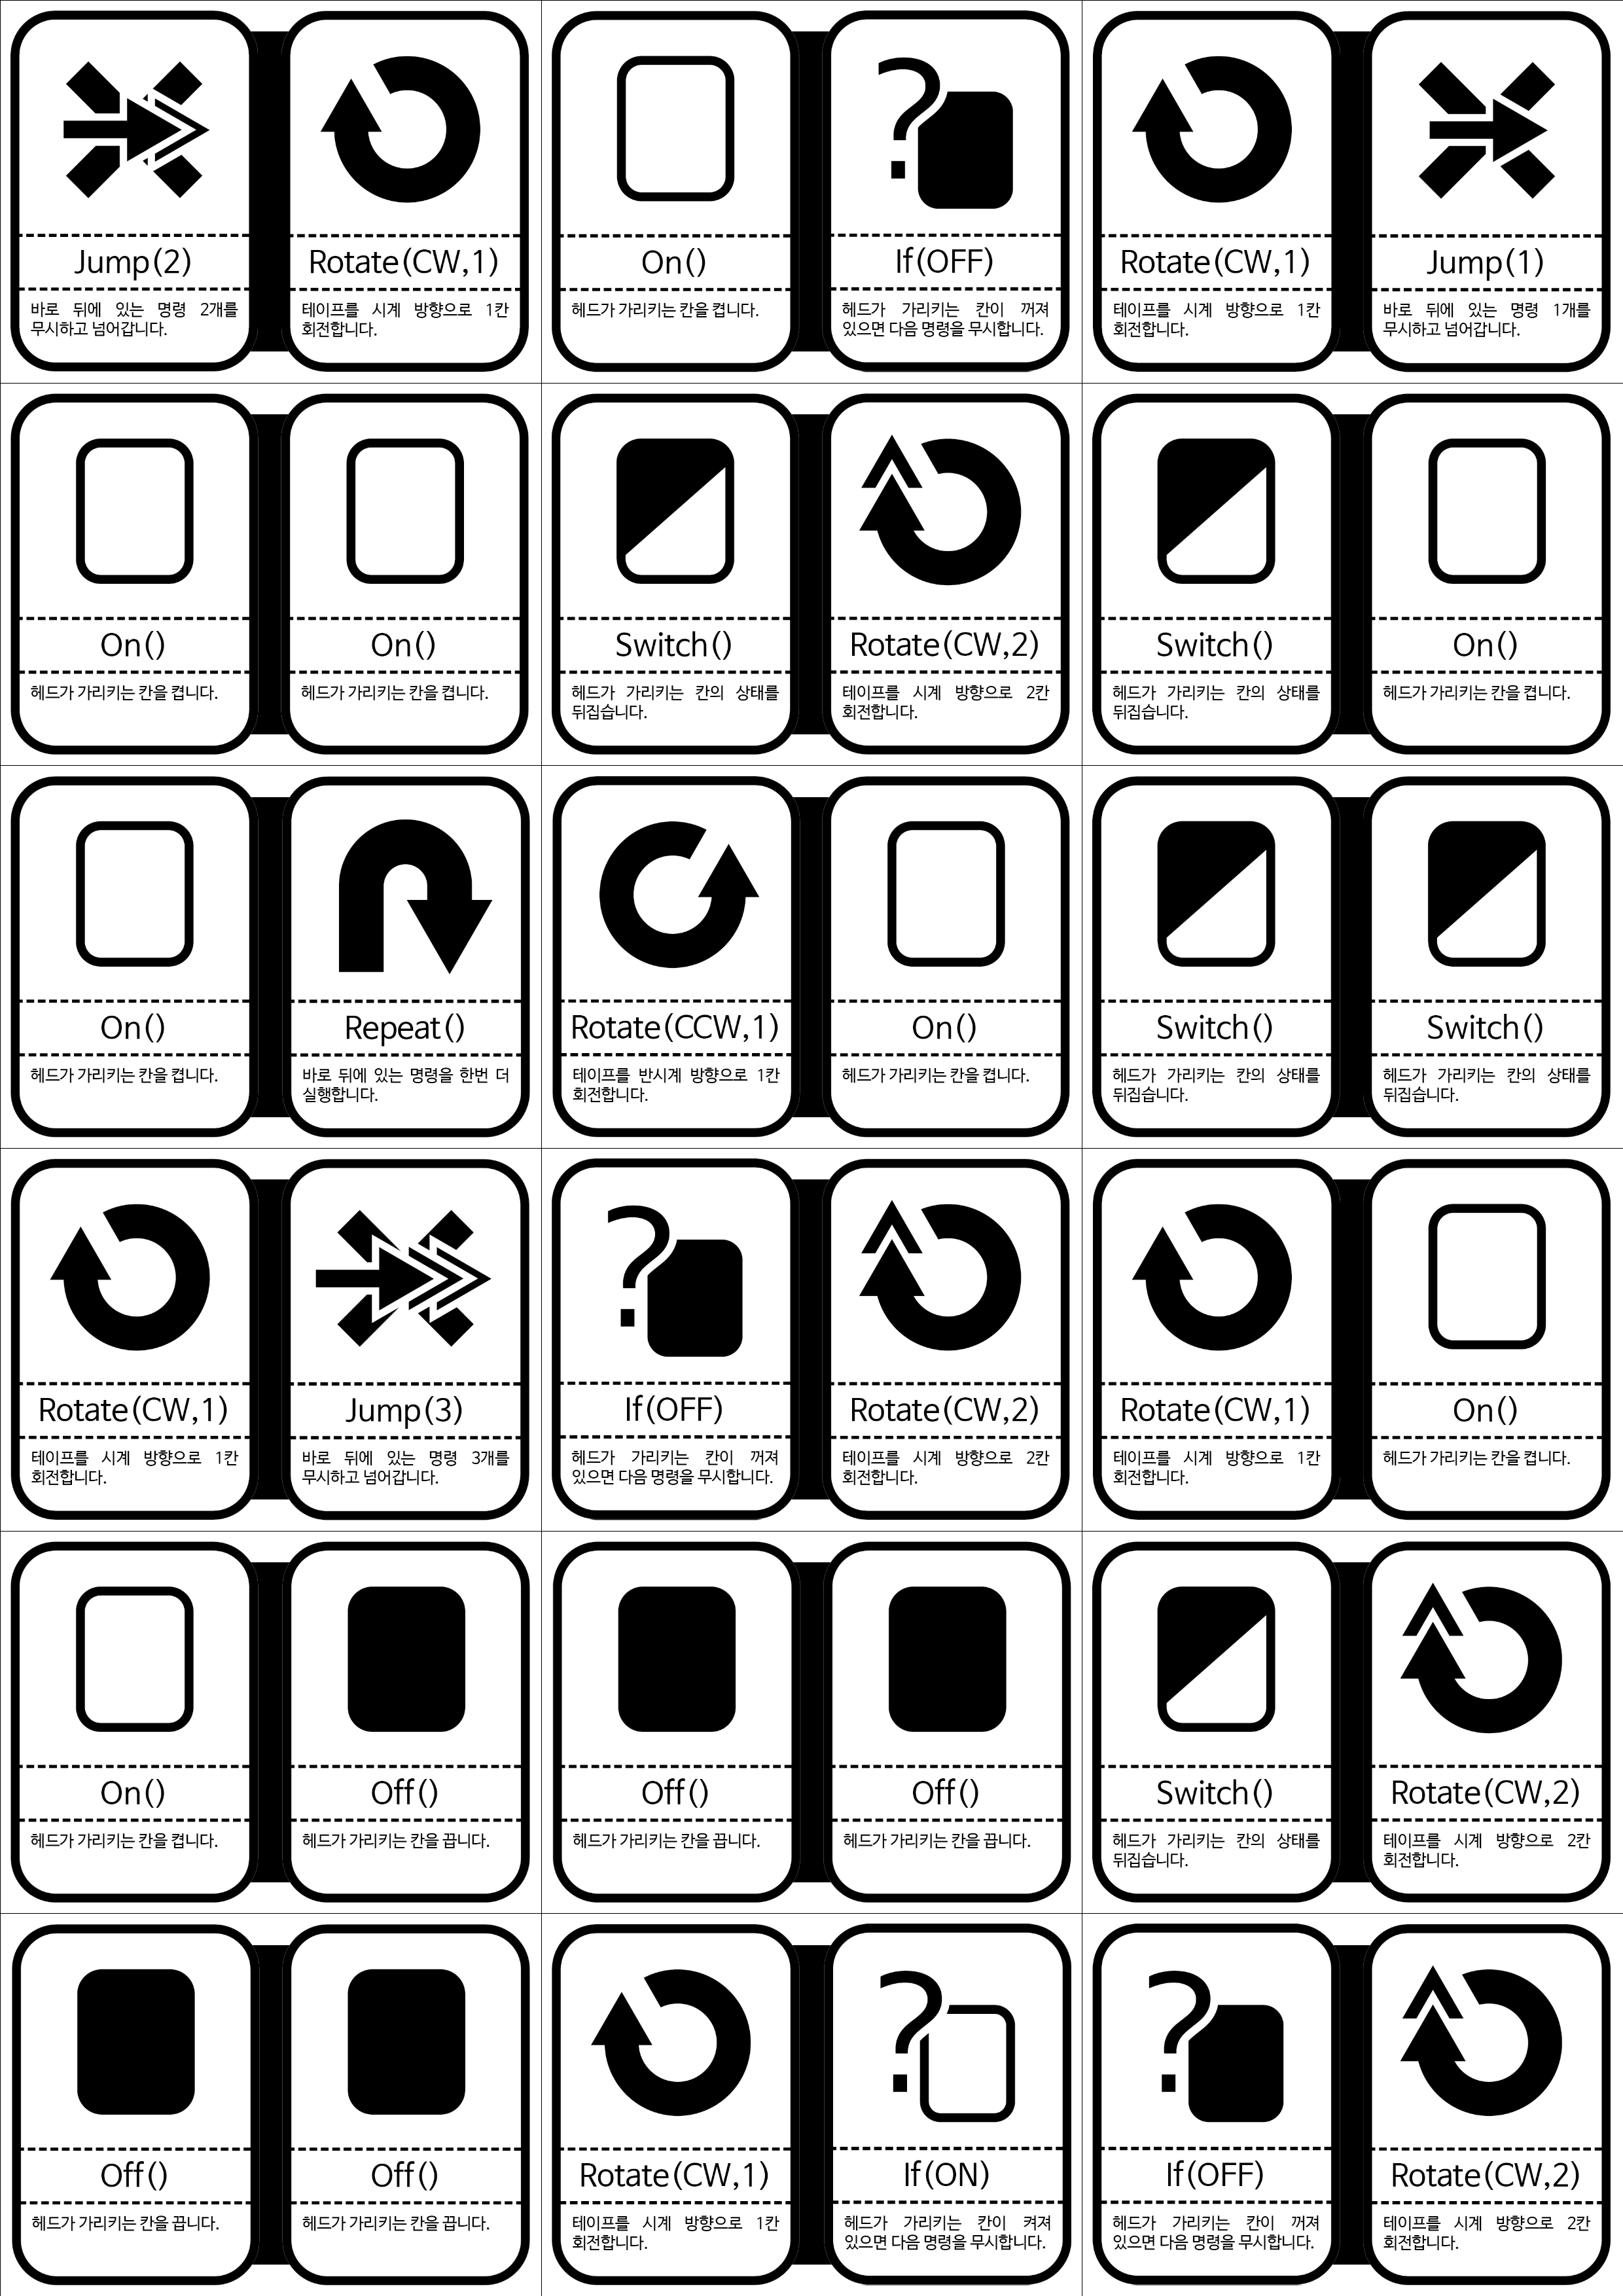 Jump(2)
바로 뒤에 있는 명령 2개를
무시하고 넘어갑니다.
Rotate(CW,1)
테이프를 시계 방향으로 1칸
회전합니다.
On()
헤드가 가리키는 칸을 켭니다.
If(OFF)
헤드가 가리키는 칸이 꺼져
있으면 다음 명령을 무시합니다.
Rotate(CW,1)
테이프를 시계 방향으로 1칸
회전합니다.
Jump(1)
바로 뒤에 있는 명령 1개를
무시하고 넘어갑니다.
On()
헤드가 가리키는 칸을 켭니다.
On()
헤드가 가리키는 칸을 켭니다.
Switch()
헤드가 가리키는 칸의 상태를
뒤집습니다.
Rotate(CW,2)
테이프를 시계 방향으로 2칸
회전합니다.
Switch()
헤드가 가리키는 칸의 상태를
뒤집습니다.
On()
헤드가 가리키는 칸을 켭니다.
On()
헤드가 가리키는 칸을 켭니다.
Repeat()
바로 뒤에 있는 명령을 한번 더
실행합니다.
Rotate(CCW,1)
테이프를 반시계 방향으로 1칸
회전합니다.
On()
헤드가 가리키는 칸을 켭니다.
Switch()
헤드가 가리키는 칸의 상태를
뒤집습니다.
Switch()
헤드가 가리키는 칸의 상태를
뒤집습니다.
Rotate(CW,1)
테이프를 시계 방향으로 1칸
회전합니다.
Jump(3)
바로 뒤에 있는 명령 3개를
무시하고 넘어갑니다.
If(OFF)
헤드가 가리키는 칸이 꺼져
있으면 다음 명령을 무시합니다.
Rotate(CW,2)
테이프를 시계 방향으로 2칸
회전합니다.
Rotate(CW,1)
테이프를 시계 방향으로 1칸
회전합니다.
On()
헤드가 가리키는 칸을 켭니다.
On()
헤드가 가리키는 칸을 켭니다.
Off()
헤드가 가리키는 칸을 끕니다.
Off()
헤드가 가리키는 칸을 끕니다.
Off()
헤드가 가리키는 칸을 끕니다.
Switch()
헤드가 가리키는 칸의 상태를
뒤집습니다.
Rotate(CW,2)
테이프를 시계 방향으로 2칸
회전합니다.
Off()
헤드가 가리키는 칸을 끕니다.
Off()
헤드가 가리키는 칸을 끕니다.
Rotate(CW,1)
테이프를 시계 방향으로 1칸
회전합니다.
If(ON)
헤드가 가리키는 칸이 켜져
있으면 다음 명령을 무시합니다.
If(OFF)
헤드가 가리키는 칸이 꺼져
있으면 다음 명령을 무시합니다.
Rotate(CW,2)
테이프를 시계 방향으로 2칸
회전합니다.